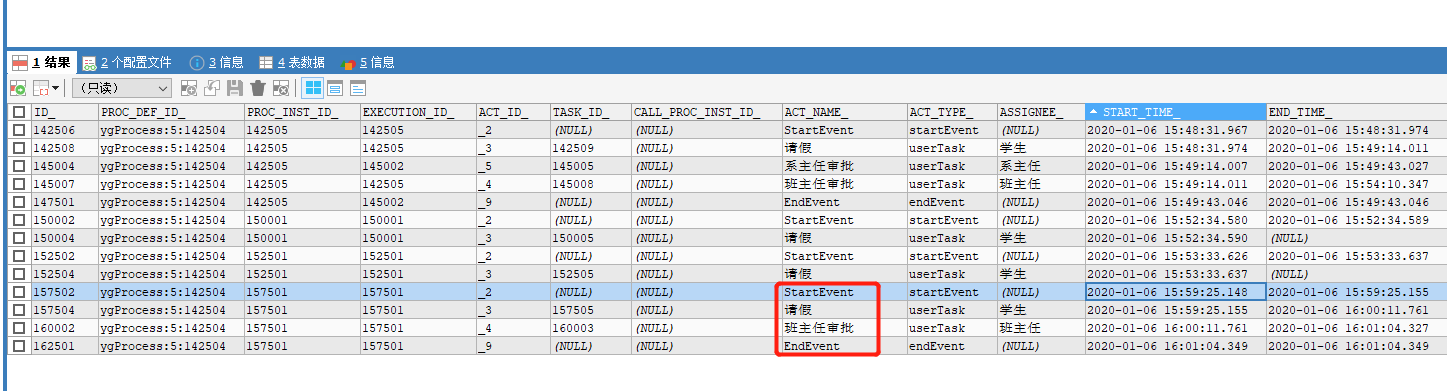 1 结果 2 个配置文件 3 信息 4 表数据 5 信息
（只读）
ID_ PROC_DEF_ID_ PROC_INST_ID_ EXECUTION_ID_ ACT_ID_ TASK_ID_ CALL_PROC_INST_ID_ ACT_NAME_ ACT_TYPE_ ASSIGNEE_ START_TIME_ END_TIME_
142506 ygProcess:5:142504 142505 142505 _2 (NULL) (NULL) StartEvent startEvent (NULL) 2020-01-06 15:48:31.967 2020-01-06 15:48:31.974
142508 ygProcess:5:142504 142505 142505 _3 142509 (NULL) 请假 userTask 学生 2020-01-06 15:48:31.974 2020-01-06 15:49:14.011
145004 ygProcess:5:142504 142505 145002 _5 145005 (NULL) 系主任审批 userTask 系主任 2020-01-06 15:49:14.007 2020-01-06 15:49:43.027
145007 ygProcess:5:142504 142505 142505 _4 145008 (NULL) 班主任审批 userTask 班主任 2020-01-06 15:49:14.011 2020-01-06 15:54:10.347
147501 ygProcess:5:142504 142505 145002 _9 (NULL) (NULL) EndEvent endEvent (NULL) 2020-01-06 15:49:43.046 2020-01-06 15:49:43.046
150002 ygProcess:5:142504 150001 150001 _2 (NULL) (NULL) StartEvent startEvent (NULL) 2020-01-06 15:52:34.580 2020-01-06 15:52:34.589
150004 ygProcess:5:142504 150001 150001 _3 150005 (NULL) 请假 userTask 学生 2020-01-06 15:52:34.590 (NULL)
152502 ygProcess:5:142504 152501 152501 _2 (NULL) (NULL) StartEvent startEvent (NULL) 2020-01-06 15:53:33.626 2020-01-06 15:53:33.637
152504 ygProcess:5:142504 152501 152501 _3 152505 (NULL) 请假 userTask 学生 2020-01-06 15:53:33.637 (NULL)
157502 ygProcess:5:142504 157501 157501 _2 (NULL) (NULL) StartEvent startEvent (NULL) 2020-01-06 15:59:25.148 2020-01-06 15:59:25.155
157504 ygProcess:5:142504 157501 157501 _3 157505 (NULL) 请假 userTask 学生 2020-01-06 15:59:25.155 2020-01-06 16:00:11.761
160002 ygProcess:5:142504 157501 157501 _4 160003 (NULL) 班主任审批 userTask 班主任 2020-01-06 16:00:11.761 2020-01-06 16:01:04.327
162501 ygProcess:5:142504 157501 157501 _9 (NULL) (NULL) EndEvent endEvent (NULL) 2020-01-06 16:01:04.349 2020-01-06 16:01:04.349